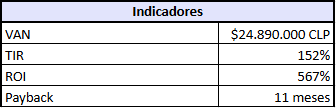 Indicadores
VAN $24.890.000 CLP
TIR 152%
ROI 567%
Payback 11 meses